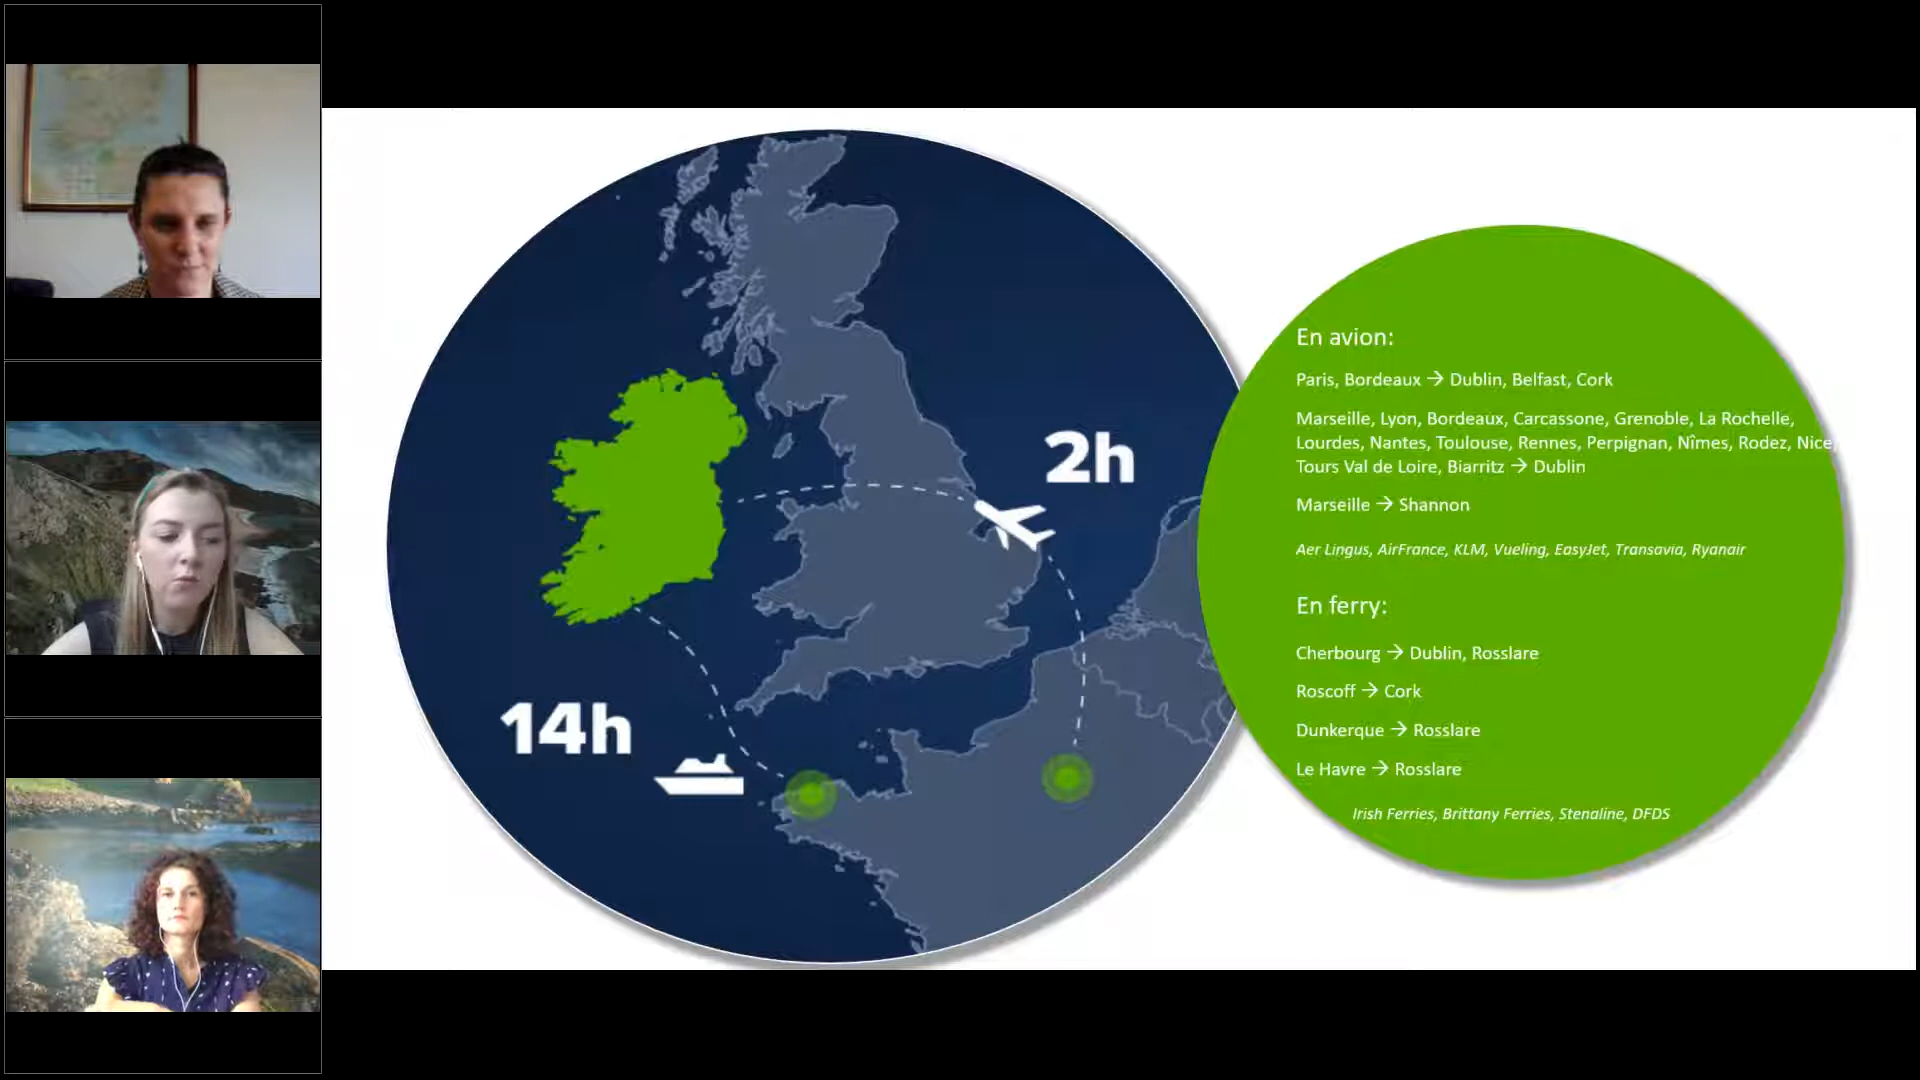 2h
14h
En avion:
Paris, Bordeaux → Dublin, Belfast, Cork
Marseille, Lyon, Bordeaux, Carcassone, Grenoble, La Rochelle,
Lourdes, Nantes, Toulouse, Rennes, Perpignan, Nîmes, Rodez, Nice,
Tours Val de Loire, Biarritz → Dublin
Marseille → Shannon
Aer Lingus, AirFrance, KLM, Vueling, EasyJet, Transavia, Ryanair
En ferry:
Cherbourg → Dublin, Rosslare
Roscoff → Cork
Dunkerque → Rosslare
Le Havre → Rosslare
Irish Ferries, Brittany Ferries, Stenaline, DFDS